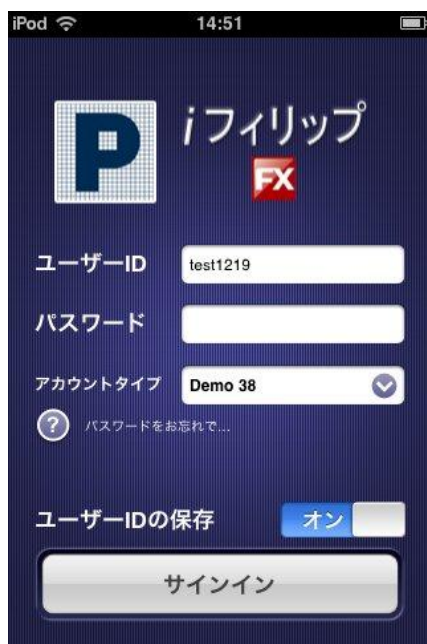 iPod 14:51
P
iフィリップ
FX
ユーザーID test1219
パスワード
アカウントタイプ Demo 38
? パスワードをお忘れで...
ユーザーIDの保存 オン
サインイン